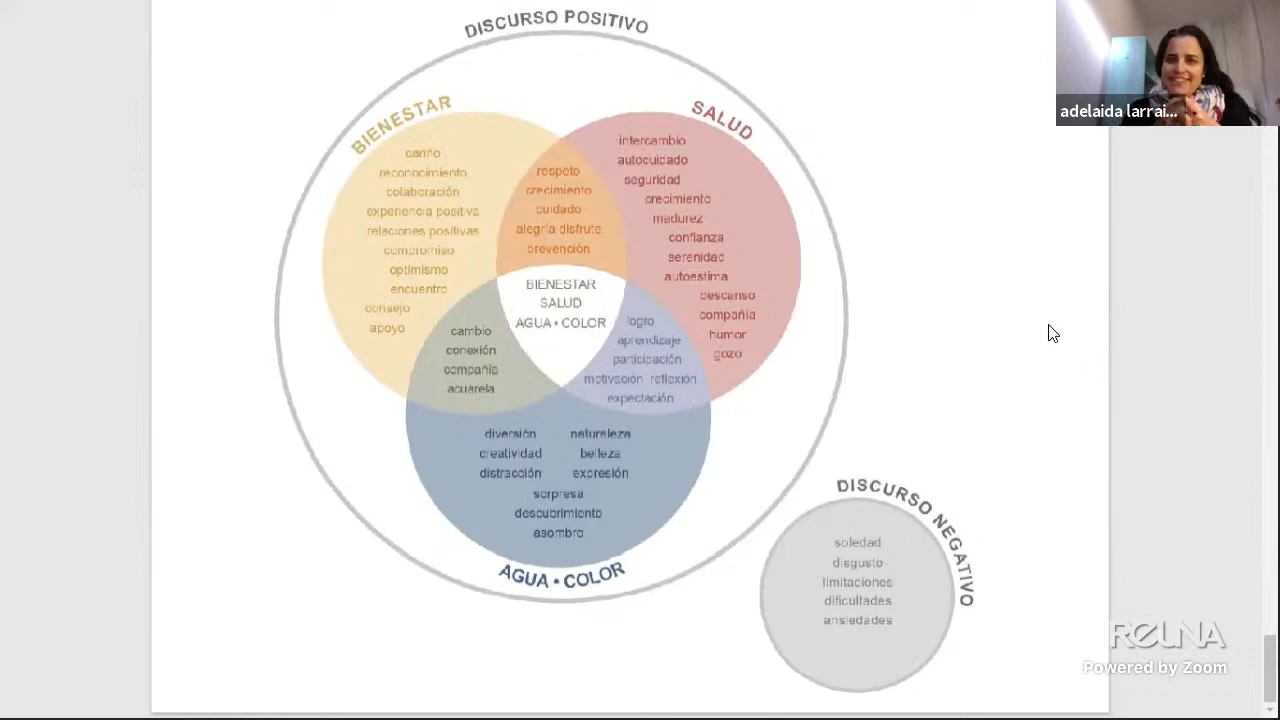 DISCURSO POSITIVO
BIENESTAR
cariño
reconocimiento
colaboración
experiencia positiva
relaciones positivas
compromiso
optimismo
encuentro
consejo
apoyo
respeto
crecimiento
cuidado
alegría disfrute
prevención
SALUD
intercambio
autocuidado
seguridad
crecimiento
madurez
confianza
serenidad
autoestima
descanso
compañía
humor
gozo
BIENESTAR
SALUD
AGUA • COLOR
cambio
conexión
compañía
acuarela
logro
aprendizaje
participación
motivación reflexión
expectación
diversión naturaleza
creatividad belleza
distracción expresión
sorpresa
descubrimiento
asombro
AGUA • COLOR
DISCURSO NEGATIVO
soledad
disgusto
limitaciones
dificultades
ansiedades
adelaida larrai...
REUNA
Powered by Zoom